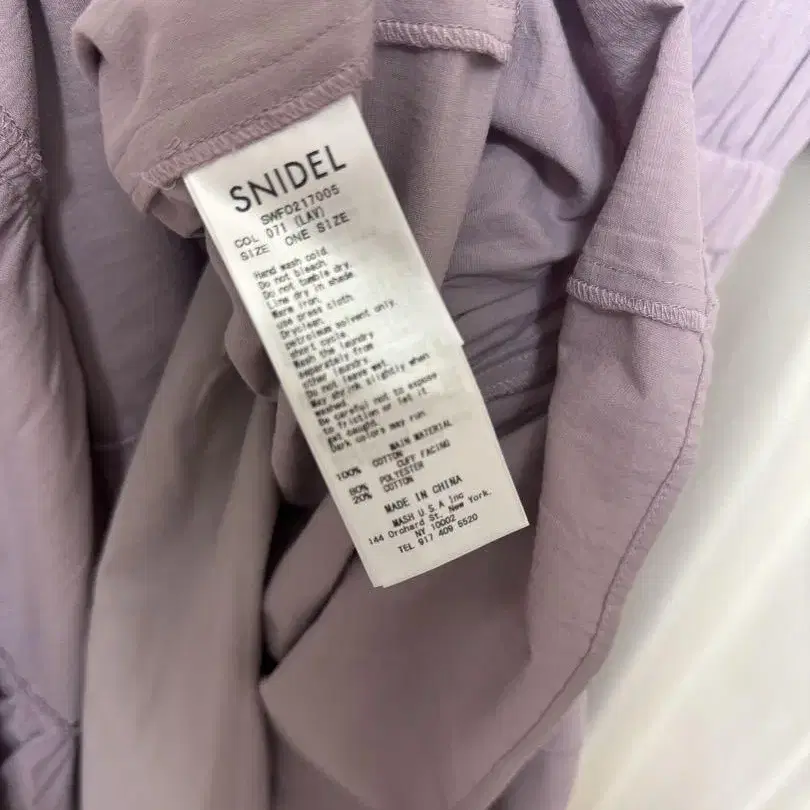 SNIDEL
SWFO217005
COL 071 (LAV)
SIZE ONE SIZE
Hand wash cold
Do not bleach.
Do not tumble dry.
Line dry in shade
Warm iron.
use press cloth
Dryclean.
petroleum solvent only.
short cycle.
Wash the laundry
separately from
other laundry.
Do not leave wet
May shrink slightly when
washed.
Be careful not to expose
to friction or let it
get caught.
Dark colors may run
MAIN MATERIAL
100% COTTON
CUFF FACING
80% POLYESTER
20% COTTON
MADE IN CHINA
MASH U.S.A Inc
144 Orchard St. New York.
NY 10002
TEL 917 409 5520